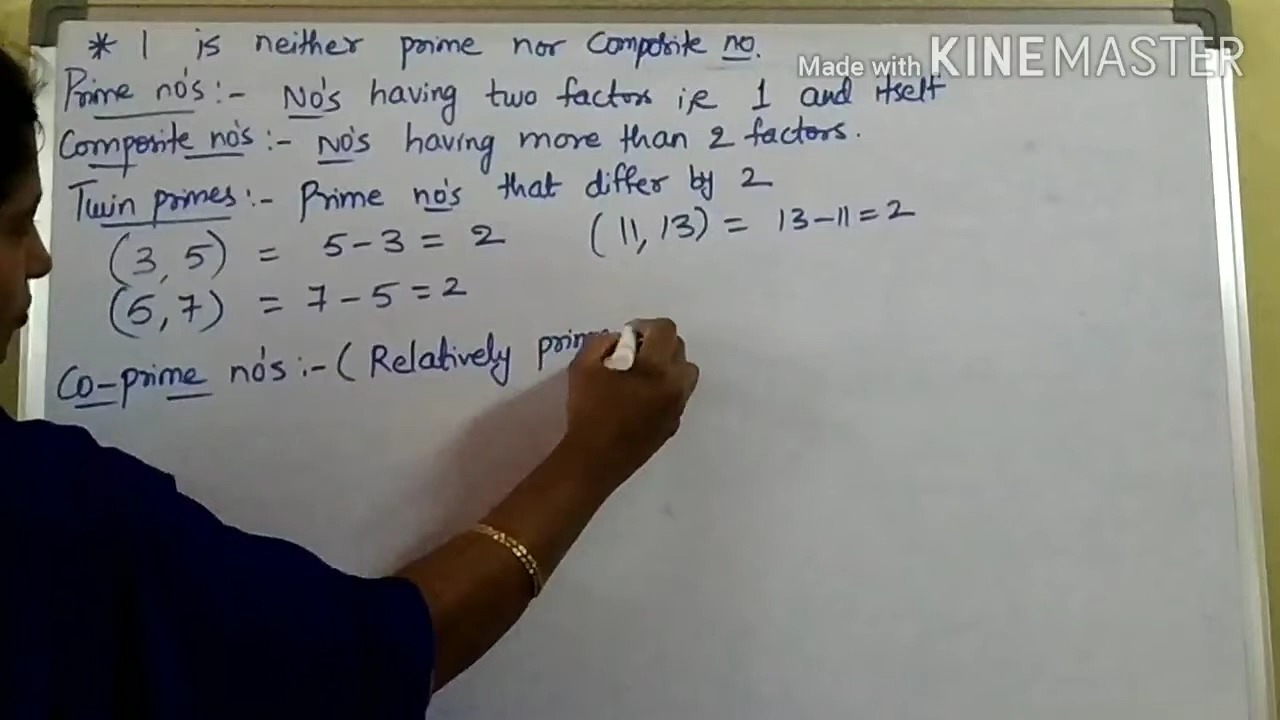 * 1 is neither prime nor Composite no.
Made with KINEMASTER
Prime no's :- No's having two factors i,e 1 and itself
Composite no's :- No's having more than 2 factors.
Twin primes :- Prime no's that differ by 2
(3, 5) = 5 - 3 = 2 (11, 13) = 13 - 11 = 2
(5, 7) = 7 - 5 = 2
Co-prime no's :- ( Relatively prime